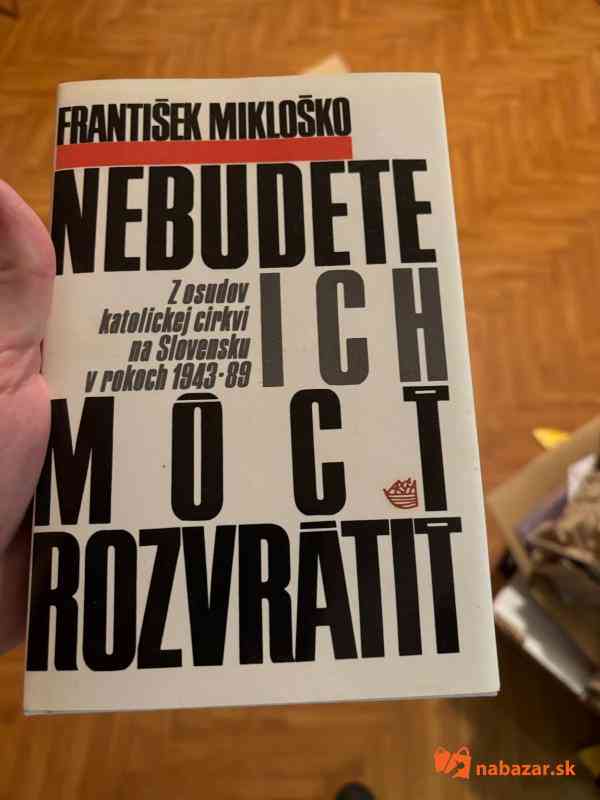 FRANTIŠEK MIKLOŠKO
NEBUDETE
ICH
Z osudov
katolíckej cirkvi
na Slovensku
v rokoch 1943-89
MÔCŤ
ROZVRÁTIŤ
nabazar.sk